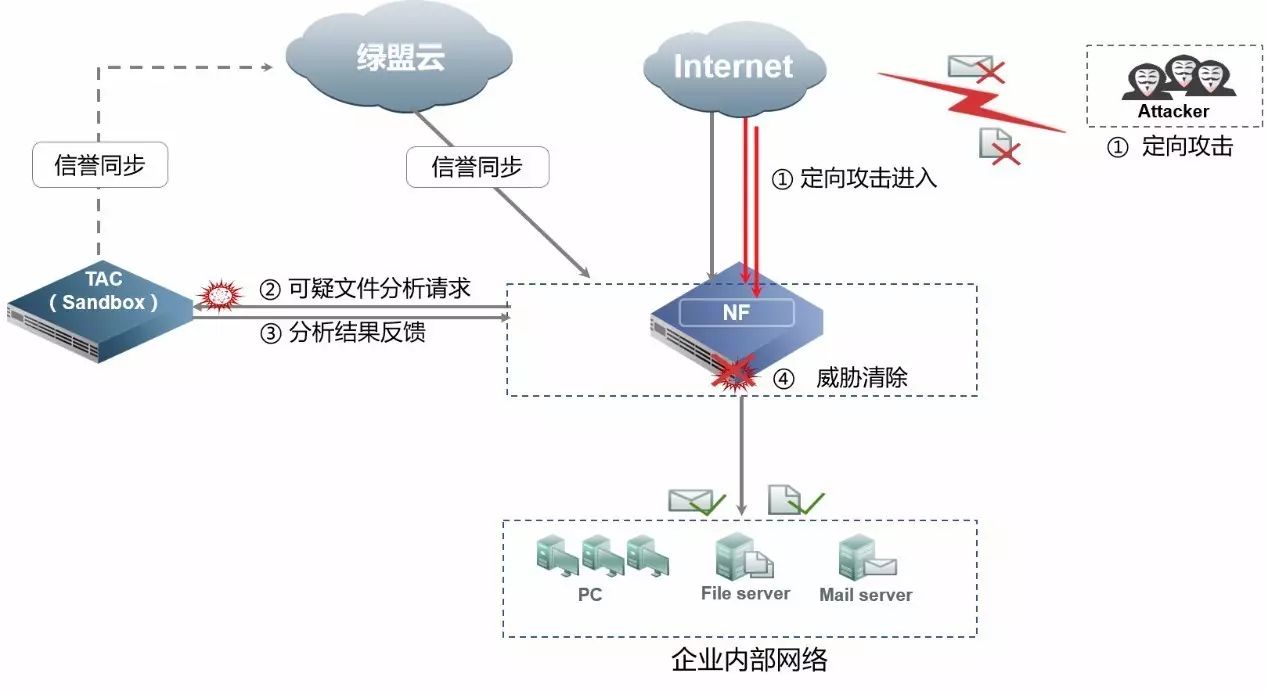 绿盟云
Internet
Attacker
① 定向攻击
信誉同步
信誉同步
① 定向攻击进入
TAC
（Sandbox）
② 可疑文件分析请求
③ 分析结果反馈
NF
④ 威胁清除
PC
File server
Mail server
企业内部网络